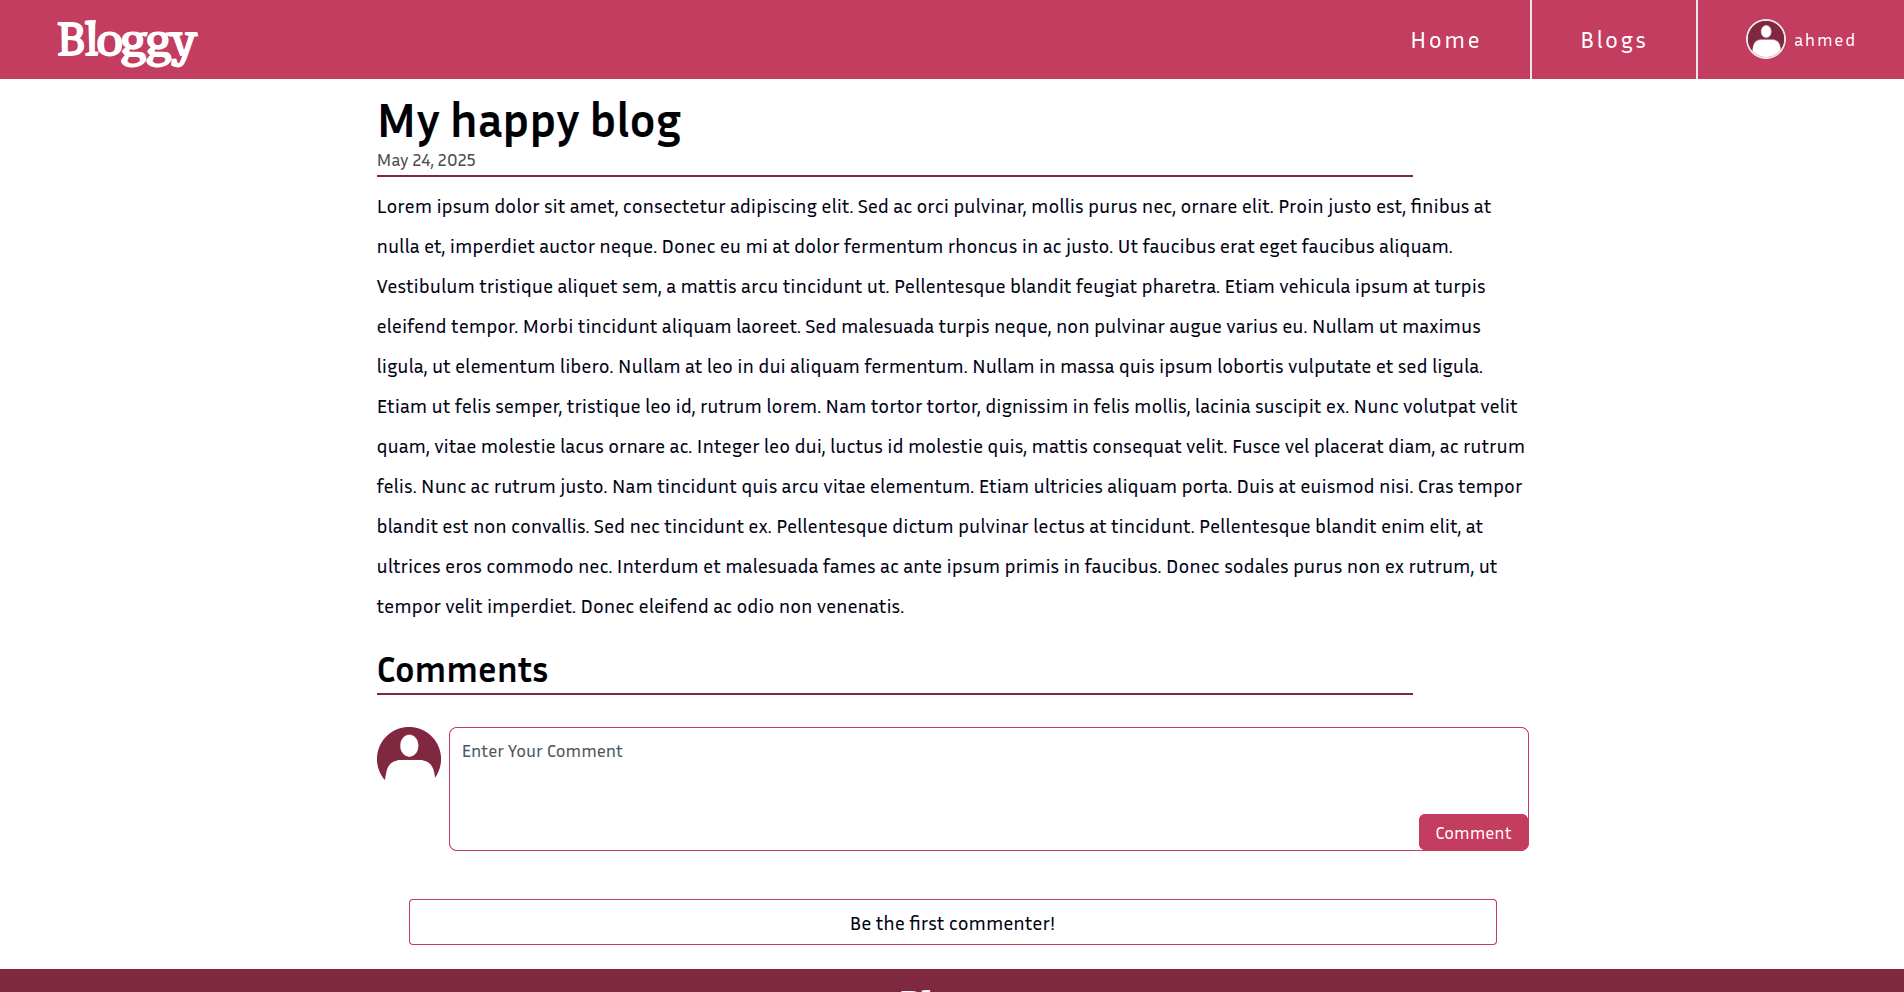 Bloggy
Home
Blogs
ahmed
My happy blog
May 24, 2025
Lorem ipsum dolor sit amet, consectetur adipiscing elit. Sed ac orci pulvinar, mollis purus nec, ornare elit. Proin justo est, finibus at
nulla et, imperdiet auctor neque. Donec eu mi at dolor fermentum rhoncus in ac justo. Ut faucibus erat eget faucibus aliquam.
Vestibulum tristique aliquet sem, a mattis arcu tincidunt ut. Pellentesque blandit feugiat pharetra. Etiam vehicula ipsum at turpis
eleifend tempor. Morbi tincidunt aliquam laoreet. Sed malesuada turpis neque, non pulvinar augue varius eu. Nullam ut maximus
ligula, ut elementum libero. Nullam at leo in dui aliquam fermentum. Nullam in massa quis ipsum lobortis vulputate et sed ligula.
Etiam ut felis semper, tristique leo id, rutrum lorem. Nam tortor tortor, dignissim in felis mollis, lacinia suscipit ex. Nunc volutpat velit
quam, vitae molestie lacus ornare ac. Integer leo dui, luctus id molestie quis, mattis consequat velit. Fusce vel placerat diam, ac rutrum
felis. Nunc ac rutrum justo. Nam tincidunt quis arcu vitae elementum. Etiam ultricies aliquam porta. Duis at euismod nisi. Cras tempor
blandit est non convallis. Sed nec tincidunt ex. Pellentesque dictum pulvinar lectus at tincidunt. Pellentesque blandit enim elit, at
ultrices eros commodo nec. Interdum et malesuada fames ac ante ipsum primis in faucibus. Donec sodales purus non ex rutrum, ut
tempor velit imperdiet. Donec eleifend ac odio non venenatis.
Comments
Enter Your Comment
Comment
Be the first commenter!